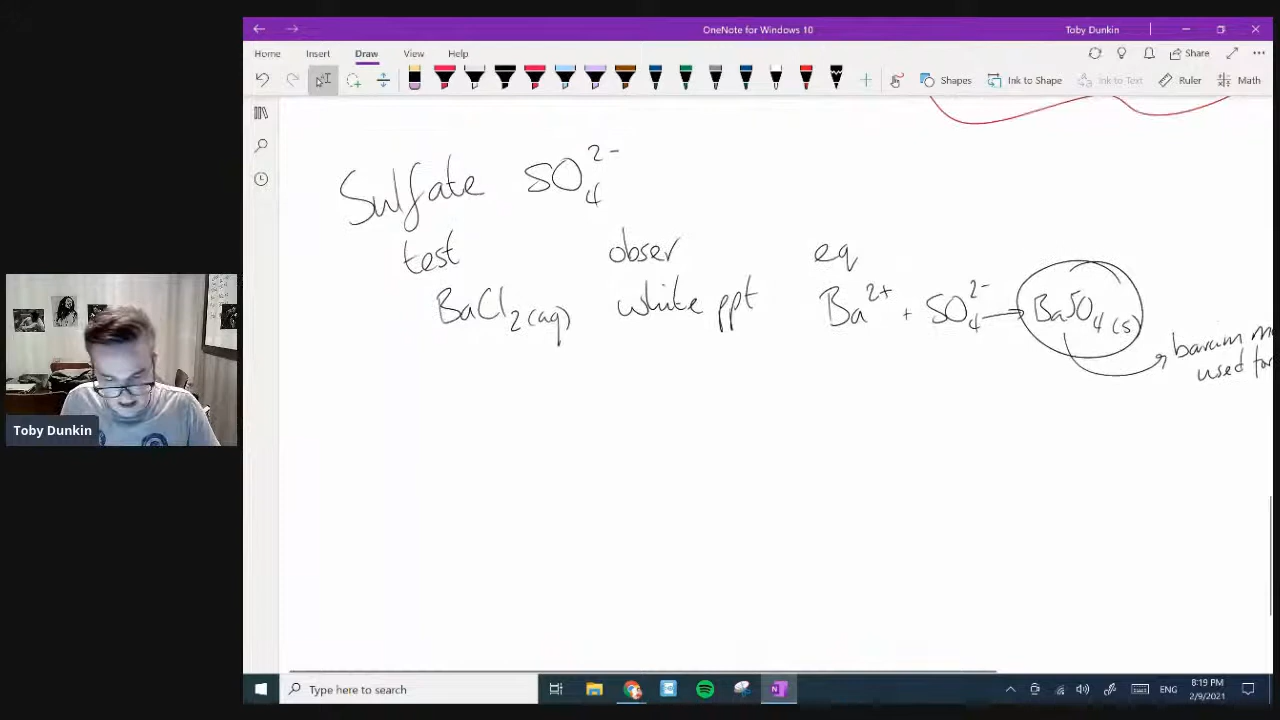 OneNote for Windows 10
Toby Dunkin
Home Insert Draw View Help
Share
Shapes Ink to Shape Ink to Text Ruler Math
Sulfate SO4 2-
test obser eq
BaCl2(aq) white ppt Ba2+ + SO4 2- → BaSO4(s)
barium
used for
Toby Dunkin
Type here to search
ENG
8:19 PM
2/9/2021